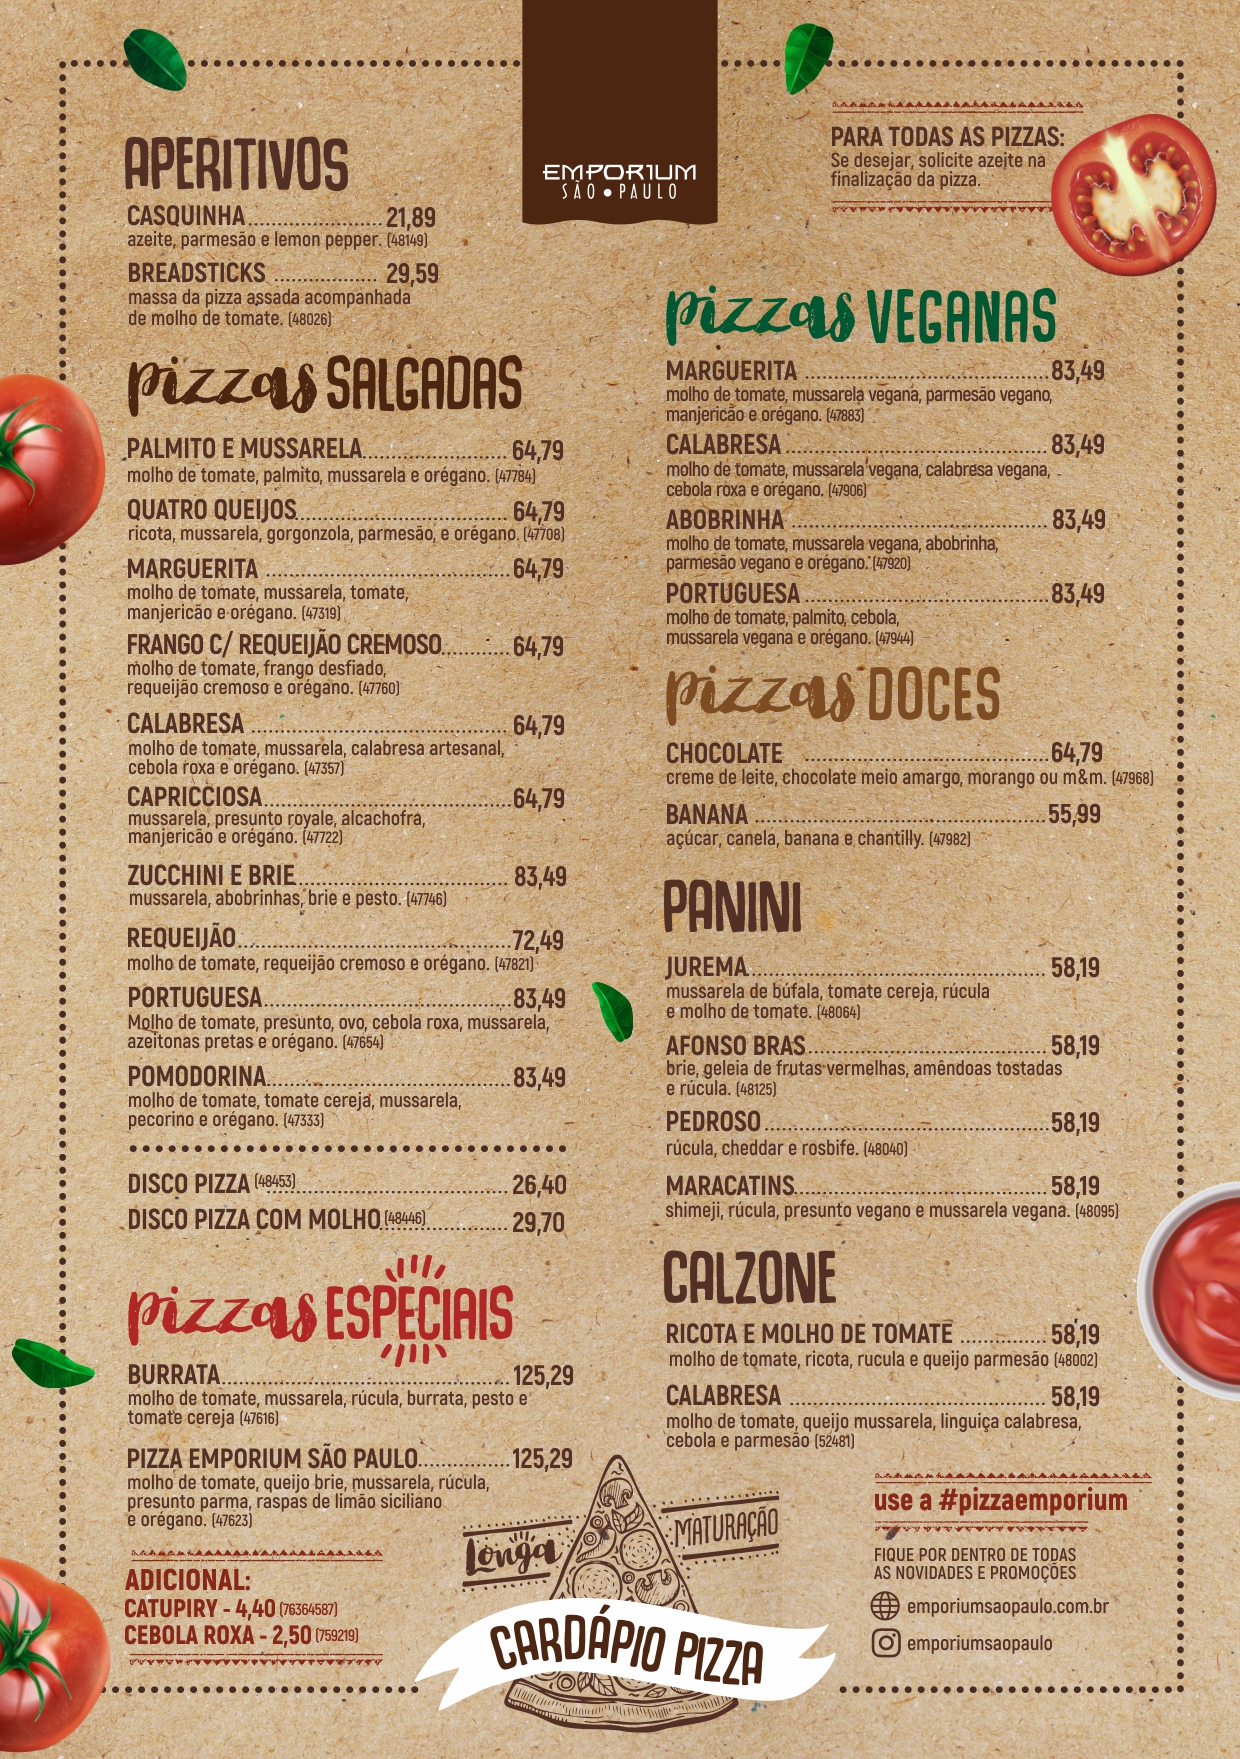 EMPORIUM
SÃO • PAULO
APERITIVOS
CASQUINHA 21,89
azeite, parmesão e lemon pepper. (48149)
BREADSTICKS 29,59
massa da pizza assada acompanhada
de molho de tomate. (48026)
pizzas SALGADAS
PALMITO E MUSSARELA 64,79
molho de tomate, palmito, mussarela e orégano. (47784)
QUATRO QUEIJOS 64,79
ricota, mussarela, gorgonzola, parmesão, e orégano. (47708)
MARGUERITA 64,79
molho de tomate, mussarela, tomate,
manjericão e orégano. (47319)
FRANGO C/ REQUEIJÃO CREMOSO 64,79
molho de tomate, frango desfiado,
requeijão cremoso e orégano. (47760)
CALABRESA 64,79
molho de tomate, mussarela, calabresa artesanal,
cebola roxa e orégano. (47357)
CAPRICCIOSA 64,79
mussarela, presunto royale, alcachofra,
manjericão e orégano. (47722)
ZUCCHINI E BRIE 83,49
mussarela, abobrinhas, brie e pesto. (47746)
REQUEIJÃO 72,49
molho de tomate, requeijão cremoso e orégano. (47821)
PORTUGUESA 83,49
Molho de tomate, presunto, ovo, cebola roxa, mussarela,
azeitonas pretas e orégano. (47654)
POMODORINA 83,49
molho de tomate, tomate cereja, mussarela,
pecorino e orégano. (47333)
DISCO PIZZA (48453) 26,40
DISCO PIZZA COM MOLHO (48446) 29,70
pizzas ESPECIAIS
BURRATA 125,29
molho de tomate, mussarela, rúcula, burrata, pesto e
tomate cereja (47616)
PIZZA EMPORIUM SÃO PAULO 125,29
molho de tomate, queijo brie, mussarela, rúcula,
presunto parma, raspas de limão siciliano
e orégano. (47623)
ADICIONAL:
CATUPIRY - 4,40 (76364587)
CEBOLA ROXA - 2,50 (759219)
PARA TODAS AS PIZZAS:
Se desejar, solicite azeite na
finalização da pizza.
pizzas VEGANAS
MARGUERITA 83,49
molho de tomate, mussarela vegana, parmesão vegano,
manjericão e orégano. (47883)
CALABRESA 83,49
molho de tomate, mussarela vegana, calabresa vegana,
cebola roxa e orégano. (47906)
ABOBRINHA 83,49
molho de tomate, mussarela vegana, abobrinha,
parmesão vegano e orégano. (47920)
PORTUGUESA 83,49
molho de tomate, palmito, cebola,
mussarela vegana e orégano. (47944)
pizzas DOCES
CHOCOLATE 64,79
creme de leite, chocolate meio amargo, morango ou m&m. (47968)
BANANA 55,99
açúcar, canela, banana e chantilly. (47982)
PANINI
JUREMA 58,19
mussarela de búfala, tomate cereja, rúcula
e molho de tomate. (48064)
AFONSO BRAS 58,19
brie, geleia de frutas vermelhas, amêndoas tostadas
e rúcula. (48125)
PEDROSO 58,19
rúcula, cheddar e rosbife. (48040)
MARACATINS 58,19
shimeji, rúcula, presunto vegano e mussarela vegana. (48095)
CALZONE
RICOTA E MOLHO DE TOMATE 58,19
molho de tomate, ricota, rucula e queijo parmesão (48002)
CALABRESA 58,19
molho de tomate, queijo mussarela, linguiça calabresa,
cebola e parmesão (52481)
Longa
MATURAÇÃO
CARDÁPIO PIZZA
use a #pizzaemporium
FIQUE POR DENTRO DE TODAS
AS NOVIDADES E PROMOÇÕES
emporiumsaopaulo.com.br
emporiumsaopaulo